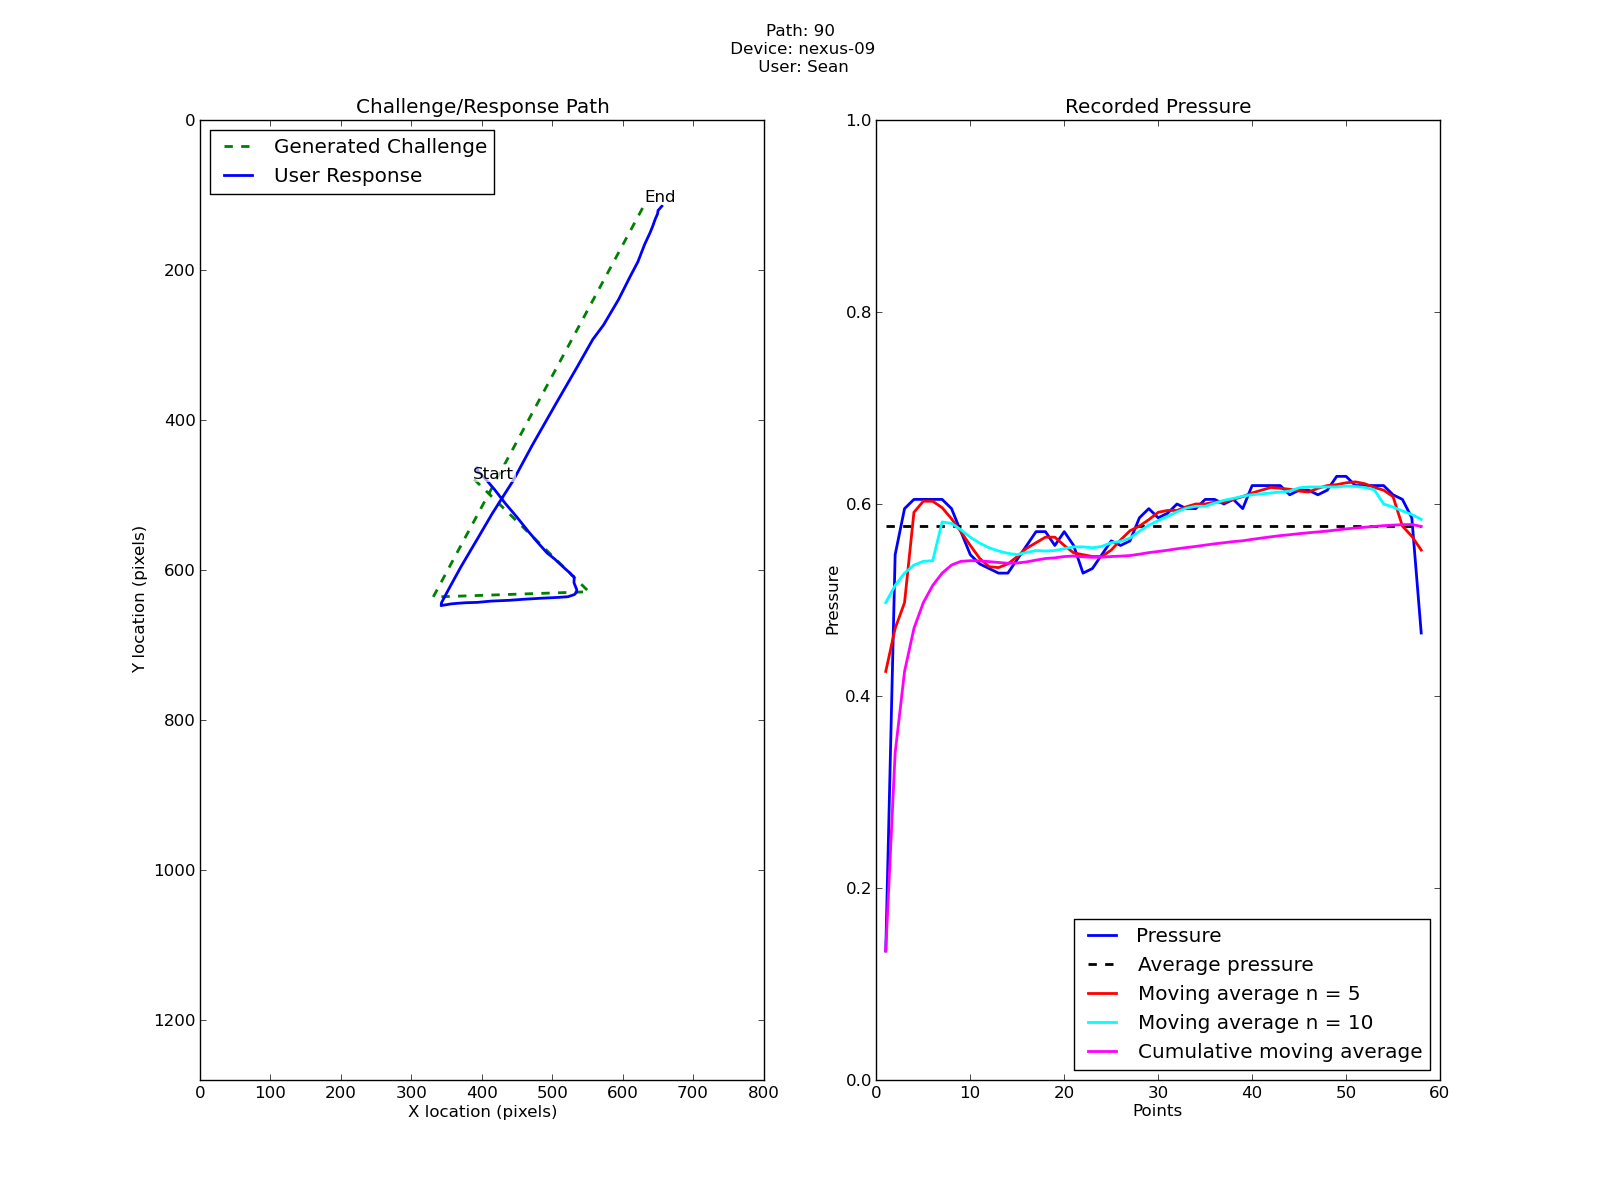 Path: 90
Device: nexus-09
User: Sean
Challenge/Response Path
Generated Challenge
User Response
End
Start
0
200
400
600
800
1000
1200
Y location (pixels)
0 100 200 300 400 500 600 700 800
X location (pixels)
Recorded Pressure
1.0
0.8
0.6
0.4
0.2
0.0
Pressure
Pressure
Average pressure
Moving average n = 5
Moving average n = 10
Cumulative moving average
0 10 20 30 40 50 60
Points